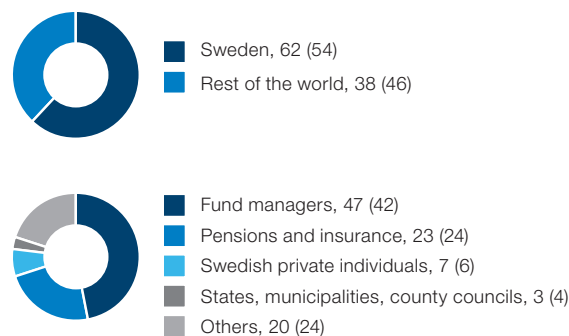 Sweden, 62 (54)
Rest of the world, 38 (46)
Fund managers, 47 (42)
Pensions and insurance, 23 (24)
Swedish private individuals, 7 (6)
States, municipalities, county councils, 3 (4)
Others, 20 (24)